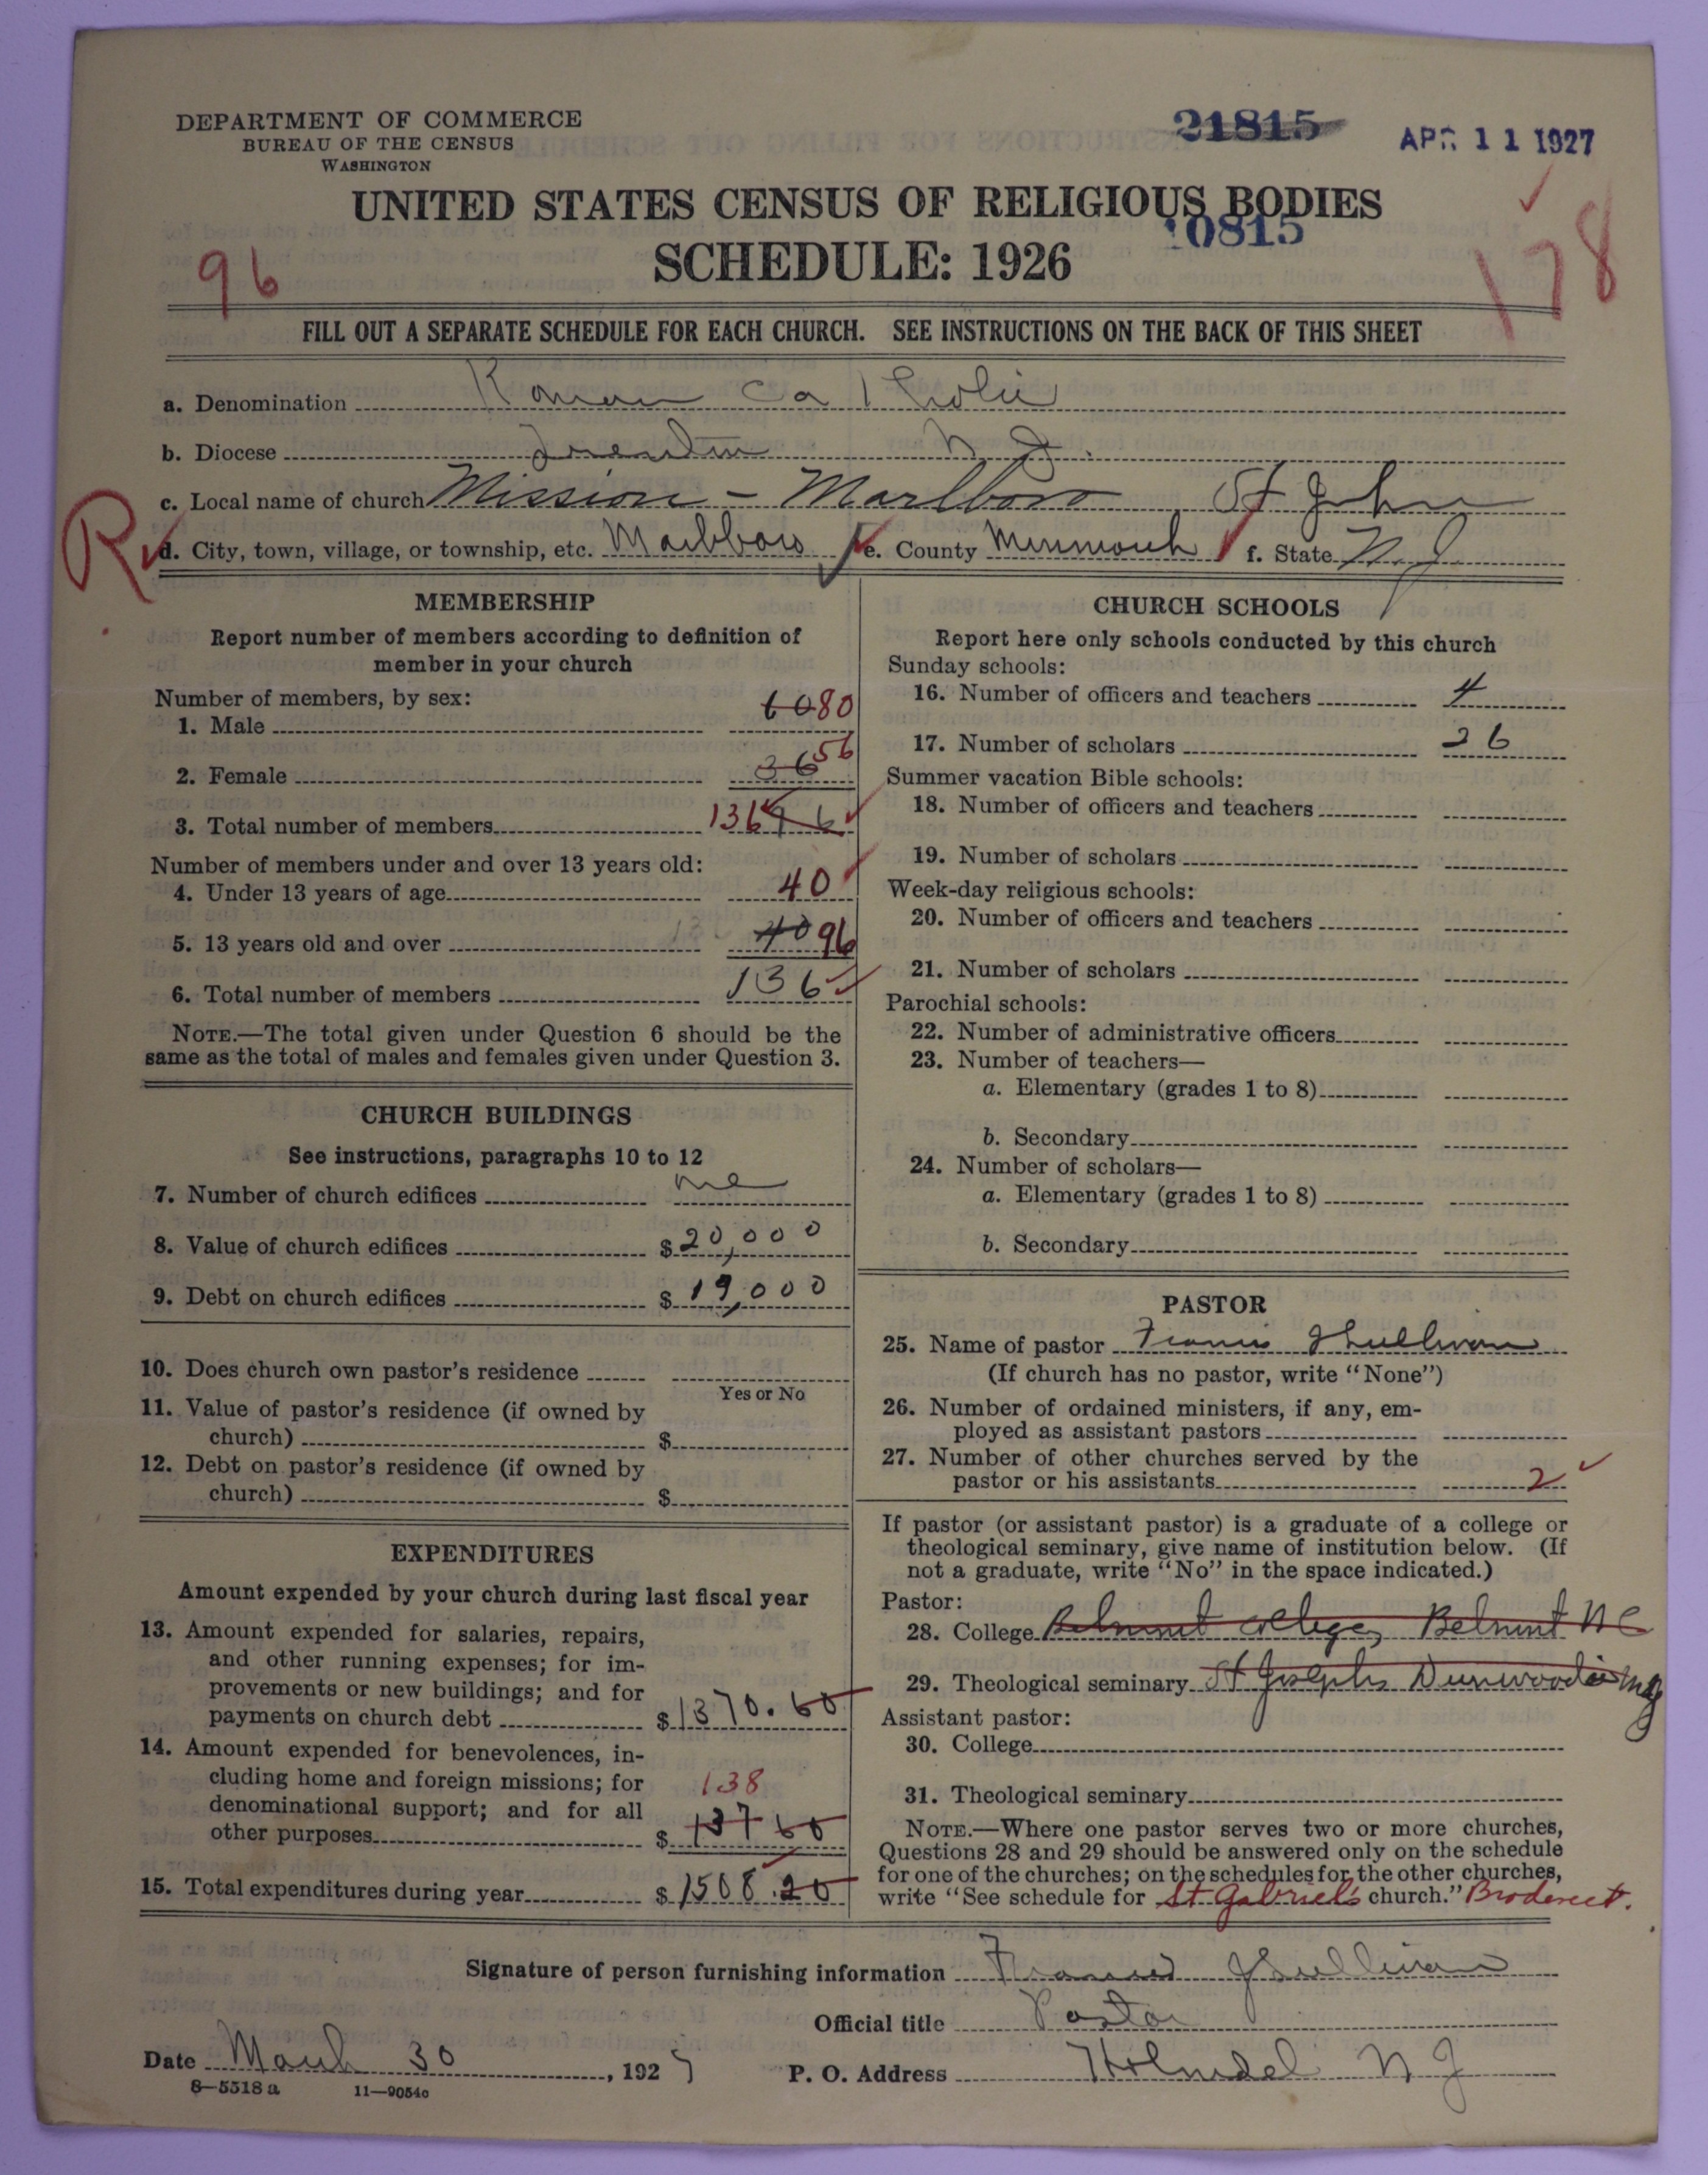 DEPARTMENT OF COMMERCE
BUREAU OF THE CENSUS
WASHINGTON
21815
APR 11 1927
UNITED STATES CENSUS OF RELIGIOUS BODIES
10815
SCHEDULE: 1926
96
178
FILL OUT A SEPARATE SCHEDULE FOR EACH CHURCH. SEE INSTRUCTIONS ON THE BACK OF THIS SHEET
a. Denomination Roman Catholic
b. Diocese Trenton N. J.
c. Local name of church Mission - Marlboro St John
R
d. City, town, village, or township, etc. Marlboro e. County Monmouth f. State N. J.
MEMBERSHIP
Report number of members according to definition of
member in your church
Number of members, by sex:
1. Male 60 80
2. Female 36 56
3. Total number of members 136 96
Number of members under and over 13 years old:
4. Under 13 years of age 40
5. 13 years old and over 40 96
6. Total number of members 136
NOTE.—The total given under Question 6 should be the
same as the total of males and females given under Question 3.
CHURCH BUILDINGS
See instructions, paragraphs 10 to 12
7. Number of church edifices one
8. Value of church edifices $ 20,000
9. Debt on church edifices $ 19,000
10. Does church own pastor's residence
Yes or No
11. Value of pastor's residence (if owned by
church) $
12. Debt on pastor's residence (if owned by
church) $
EXPENDITURES
Amount expended by your church during last fiscal year
13. Amount expended for salaries, repairs,
and other running expenses; for im-
provements or new buildings; and for
payments on church debt $ 1370.60
14. Amount expended for benevolences, in-
cluding home and foreign missions; for
denominational support; and for all
138
other purposes $ 137 60
15. Total expenditures during year $ 1508.20
CHURCH SCHOOLS
Report here only schools conducted by this church
Sunday schools:
16. Number of officers and teachers 4
17. Number of scholars 36
Summer vacation Bible schools:
18. Number of officers and teachers
19. Number of scholars
Week-day religious schools:
20. Number of officers and teachers
21. Number of scholars
Parochial schools:
22. Number of administrative officers
23. Number of teachers—
a. Elementary (grades 1 to 8)
b. Secondary
24. Number of scholars—
a. Elementary (grades 1 to 8)
b. Secondary
PASTOR
25. Name of pastor Francis J Sullivan
(If church has no pastor, write "None")
26. Number of ordained ministers, if any, em-
ployed as assistant pastors
27. Number of other churches served by the
pastor or his assistants 2
If pastor (or assistant pastor) is a graduate of a college or
theological seminary, give name of institution below. (If
not a graduate, write "No" in the space indicated.)
Pastor:
28. College Belmont College, Belmont N C
29. Theological seminary St Josephs Dunwoodie N Y
Assistant pastor:
30. College
31. Theological seminary
NOTE.—Where one pastor serves two or more churches,
Questions 28 and 29 should be answered only on the schedule
for one of the churches; on the schedules for the other churches,
write "See schedule for St. Gabriel's church."
Signature of person furnishing information Francis J Sullivan
Official title Pastor
Date March 30, 1927
P. O. Address Holmdel N J
8—5518 a 11—9054c